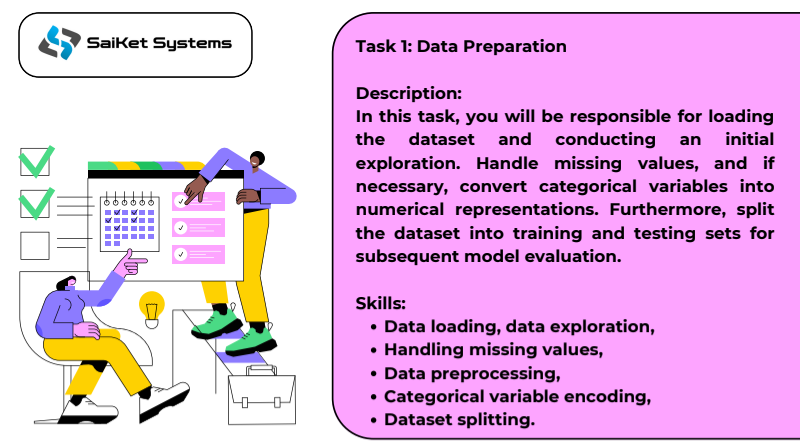 SaiKet Systems
Task 1: Data Preparation
Description:
In this task, you will be responsible for loading
the dataset and conducting an initial
exploration. Handle missing values, and if
necessary, convert categorical variables into
numerical representations. Furthermore, split
the dataset into training and testing sets for
subsequent model evaluation.
Skills:
• Data loading, data exploration,
• Handling missing values,
• Data preprocessing,
• Categorical variable encoding,
• Dataset splitting.